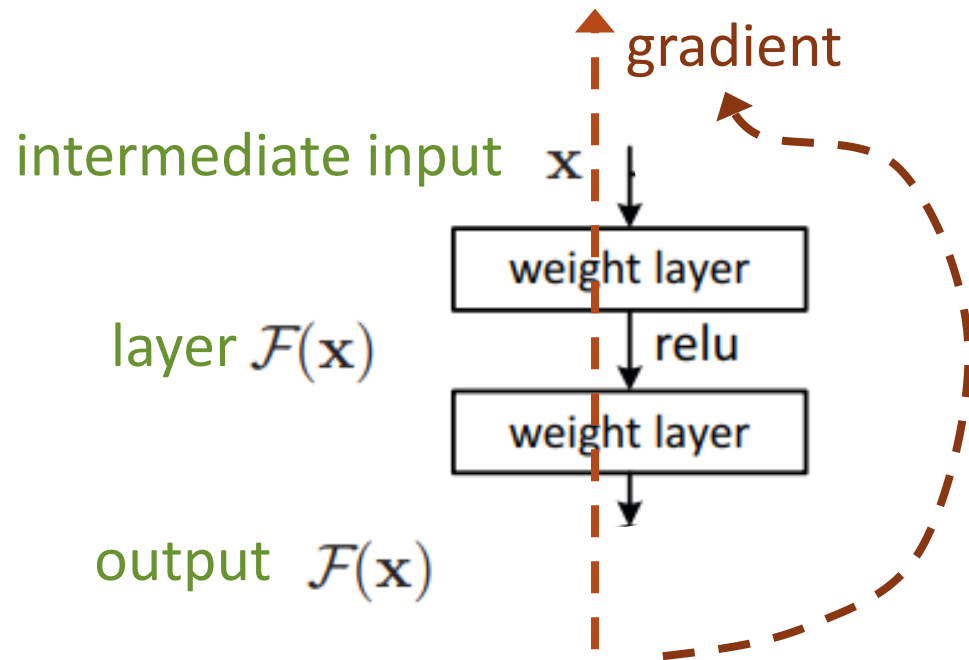 gradient
intermediate input x
weight layer
layer F(x) relu
weight layer
output F(x)